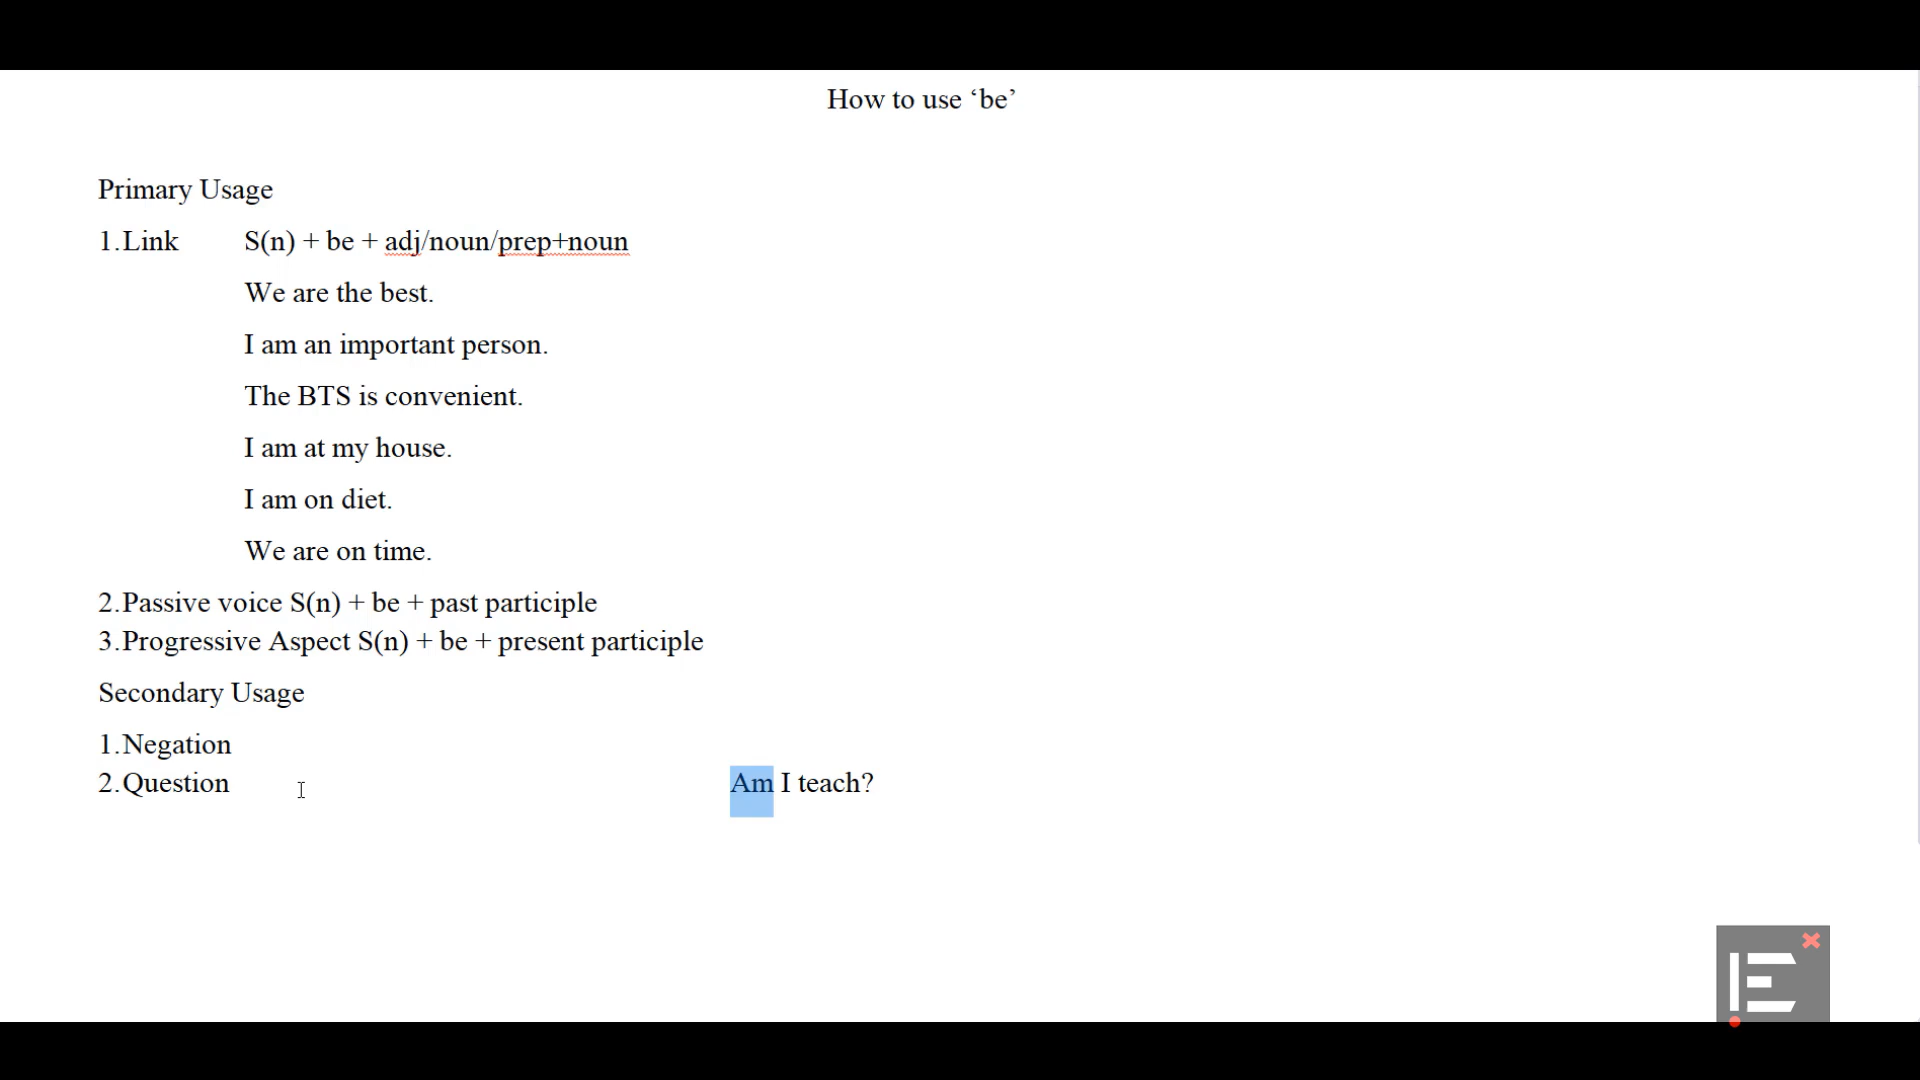 How to use ‘be’
Primary Usage
1.Link S(n) + be + adj/noun/prep+noun
We are the best.
I am an important person.
The BTS is convenient.
I am at my house.
I am on diet.
We are on time.
2.Passive voice S(n) + be + past participle
3.Progressive Aspect S(n) + be + present participle
Secondary Usage
1.Negation
2.Question Am I teach?